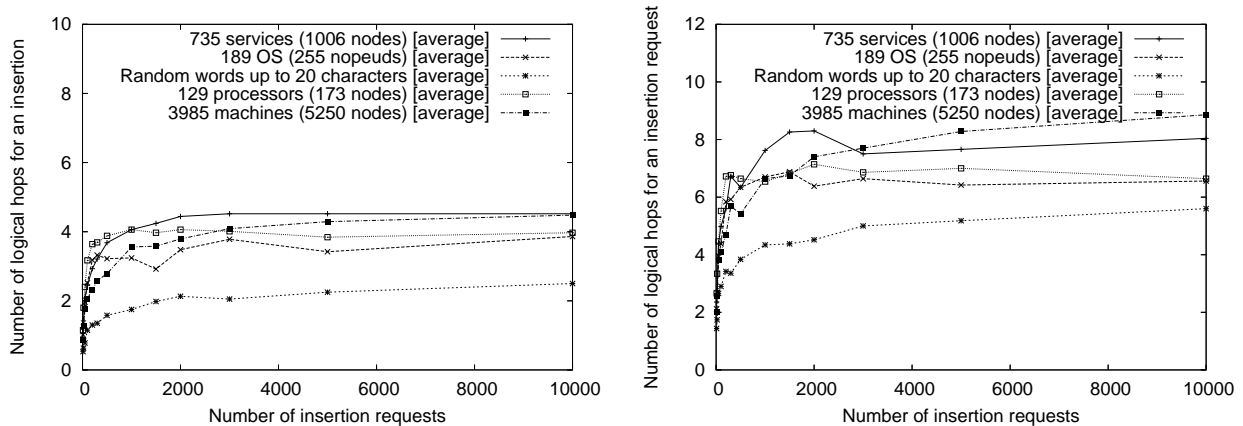 Number of logical hops for an insertion
10
8
6
4
2
0
735 services (1006 nodes) [average]
189 OS (255 nopeuds) [average]
Random words up to 20 characters [average]
129 processors (173 nodes) [average]
3985 machines (5250 nodes) [average]
0 2000 4000 6000 8000 10000
Number of insertion requests
Number of logical hops for an insertion request
12
10
8
6
4
2
0
735 services (1006 nodes) [average]
189 OS (255 nopeuds) [average]
Random words up to 20 characters [average]
129 processors (173 nodes) [average]
3985 machines (5250 nodes) [average]
0 2000 4000 6000 8000 10000
Number of insertion requests